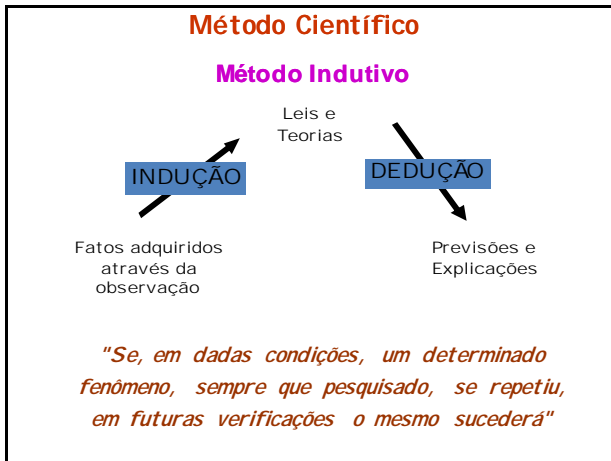 Método Científico
Método Indutivo
Leis e
Teorias
INDUÇÃO
DEDUÇÃO
Fatos adquiridos
através da
observação
Previsões e
Explicações
"Se, em dadas condições, um determinado
fenômeno, sempre que pesquisado, se repetiu,
em futuras verificações o mesmo sucederá"